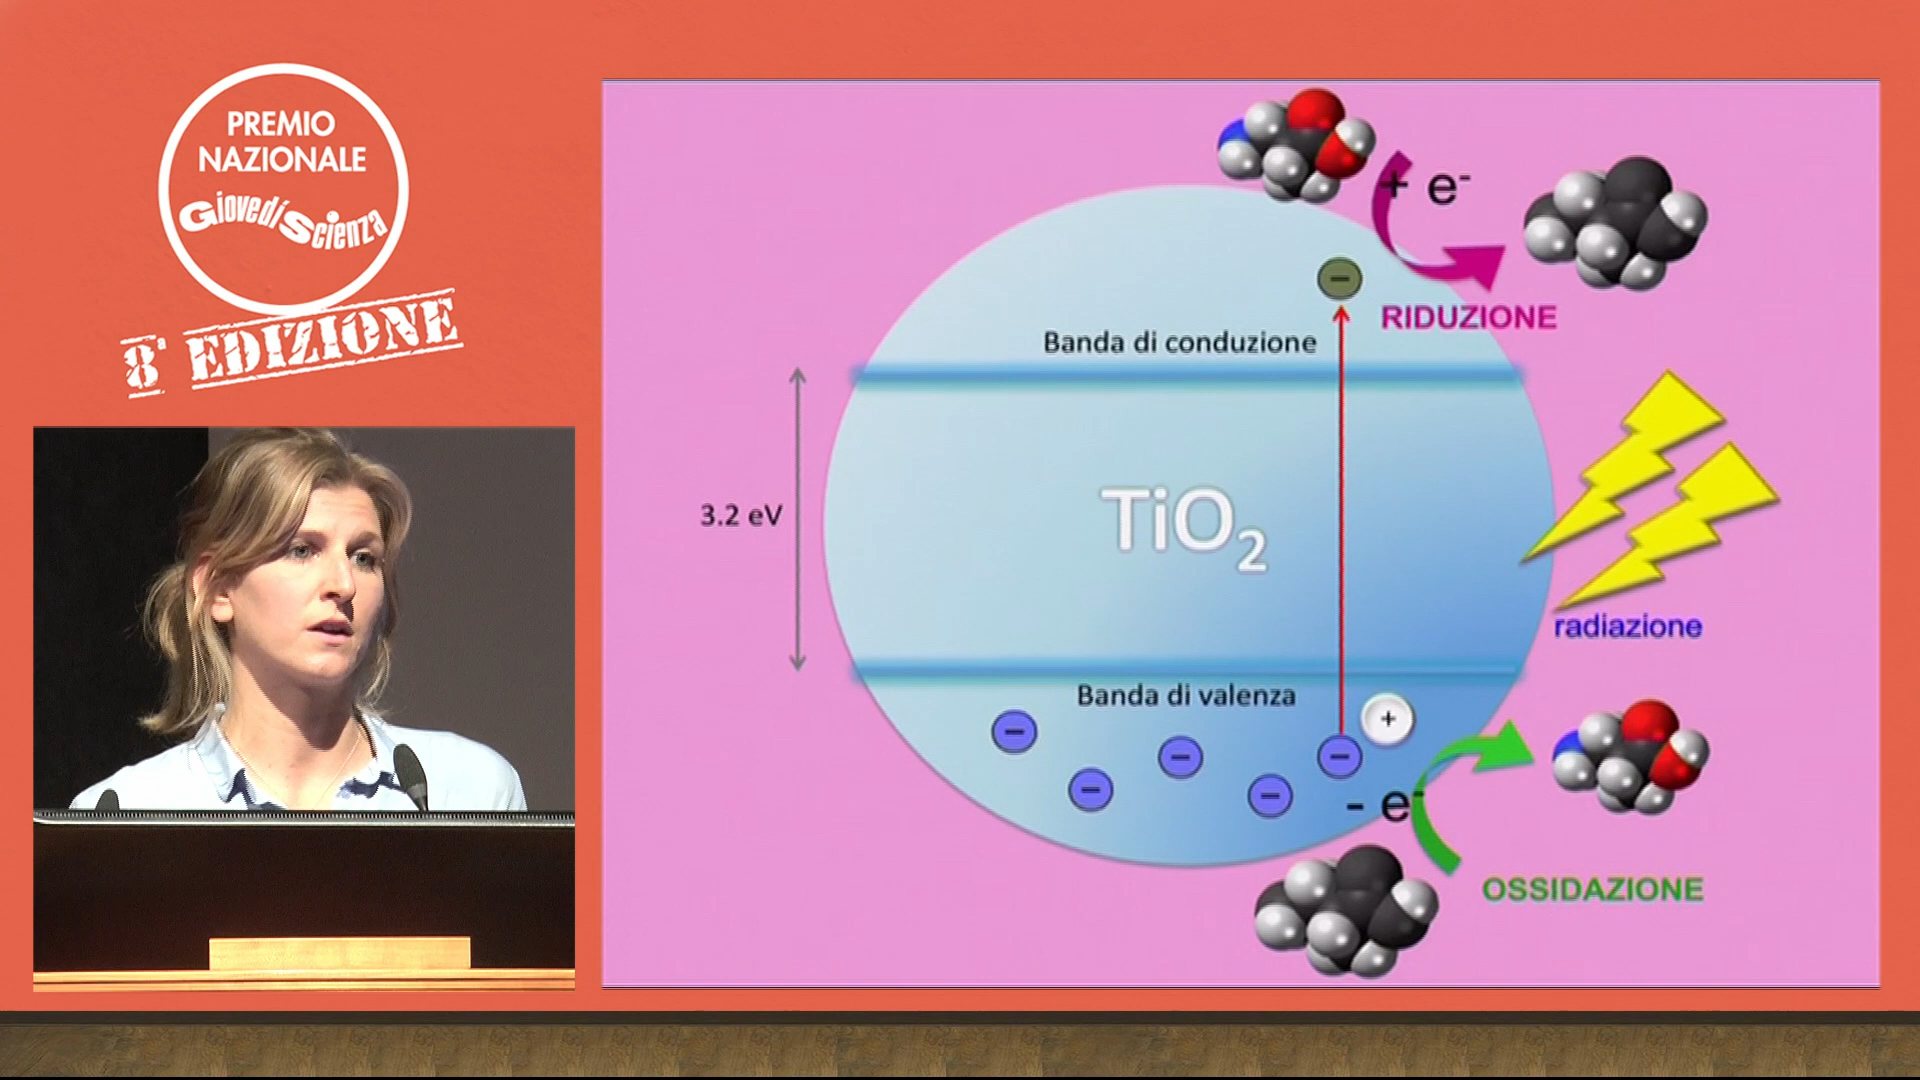 PREMIO
NAZIONALE
GiovedìScienza
8ª EDIZIONE
+ e-
RIDUZIONE
Banda di conduzione
3.2 eV
TiO2
radiazione
Banda di valenza
+
- e-
OSSIDAZIONE